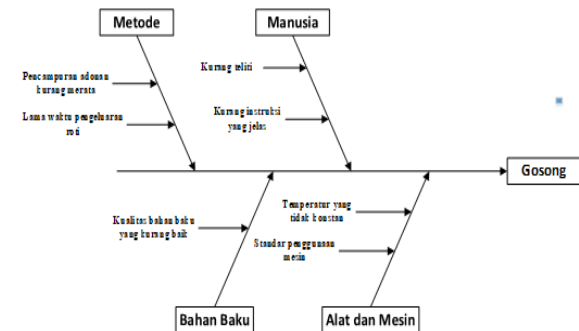 Metode
Manusia
Pencampuran adonan
kurang merata
Lama waktu pengeluaran
roti
Kurang teliti
Kurang instruksi
yang jelas
Gosong
Kualitas bahan baku
yang kurang baik
Temperatur yang
tidak konstan
Standar penggunaan
mesin
Bahan Baku
Alat dan Mesin